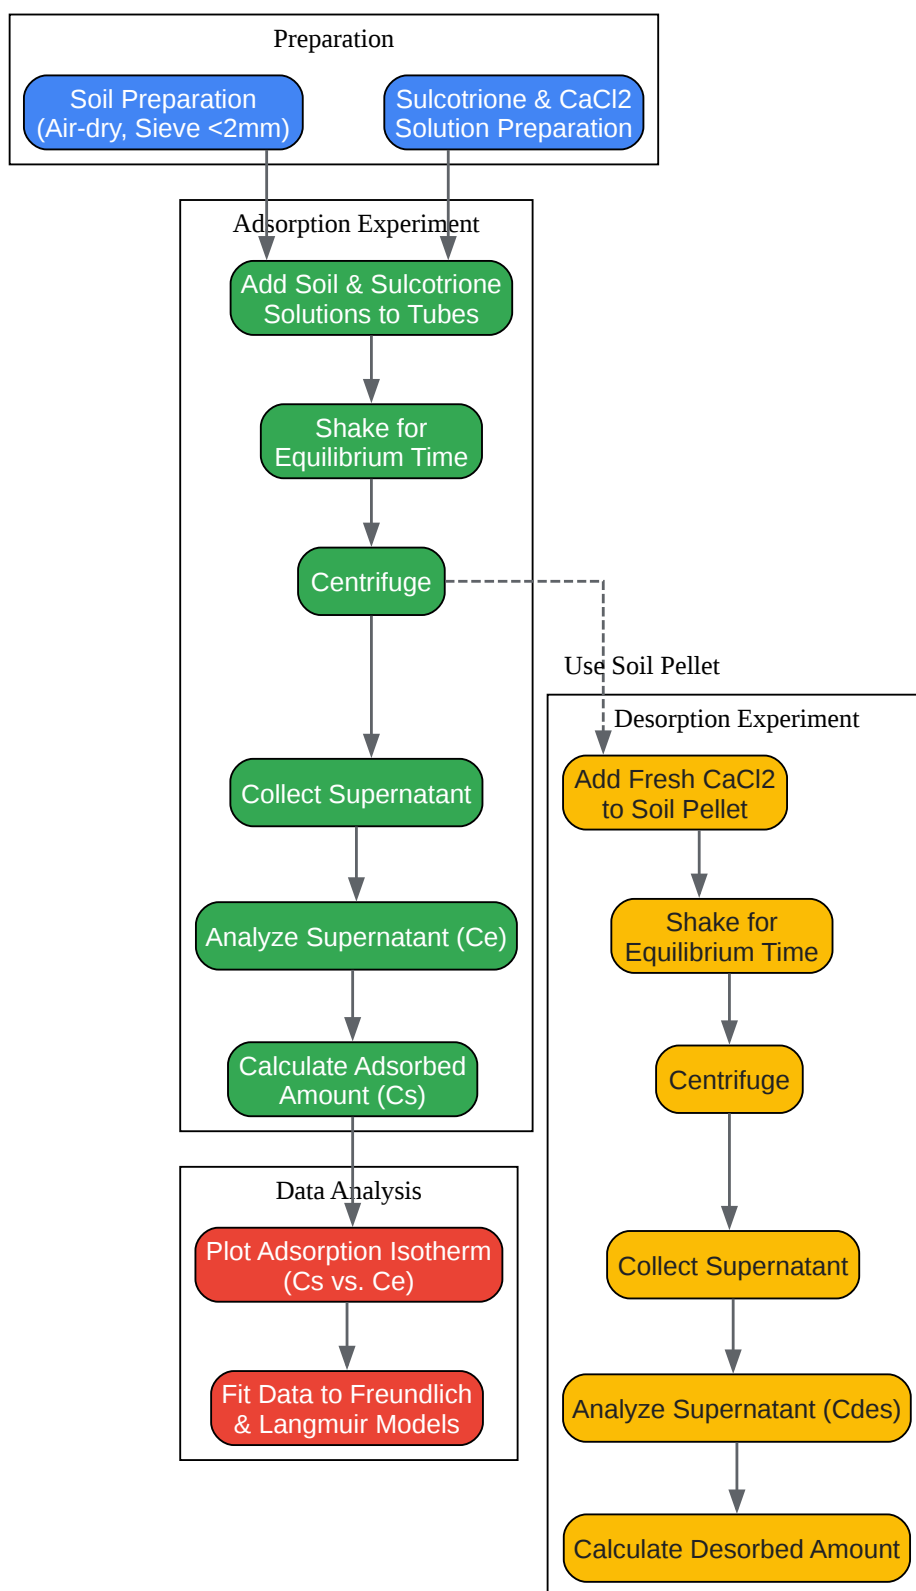 Preparation
Soil Preparation
(Air-dry, Sieve <2mm)
Sulcotrione & CaCl2
Solution Preparation
Adsorption Experiment
Add Soil & Sulcotrione
Solutions to Tubes
Shake for
Equilibrium Time
Centrifuge
Collect Supernatant
Analyze Supernatant (Ce)
Calculate Adsorbed
Amount (Cs)
Data Analysis
Plot Adsorption Isotherm
(Cs vs. Ce)
Fit Data to Freundlich
& Langmuir Models
Use Soil Pellet
Desorption Experiment
Add Fresh CaCl2
to Soil Pellet
Shake for
Equilibrium Time
Centrifuge
Collect Supernatant
Analyze Supernatant (Cdes)
Calculate Desorbed Amount